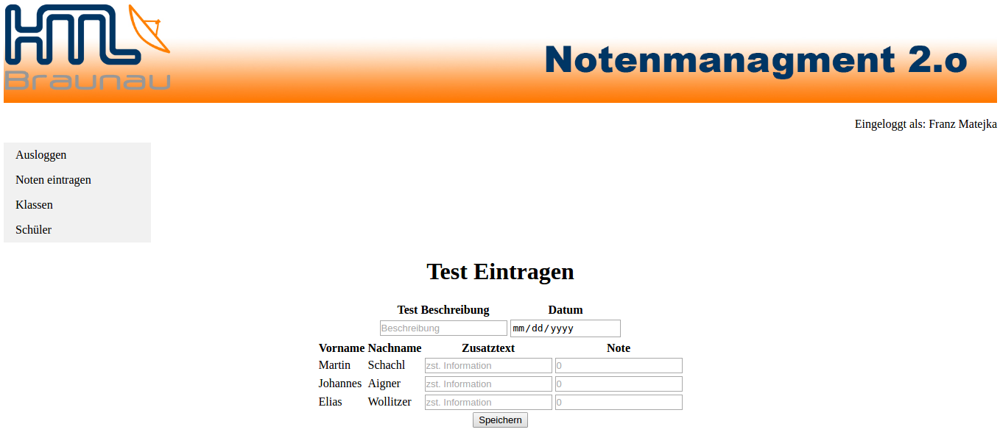 HTL
Braunau
Notenmanagment 2.o
Eingeloggt als: Franz Matejka
Ausloggen
Noten eintragen
Klassen
Schüler
Test Eintragen
Test Beschreibung Datum
Beschreibung mm/dd/yyyy
Vorname Nachname Zusatztext Note
Martin Schachl zst. Information 0
Johannes Aigner zst. Information 0
Elias Wollitzer zst. Information 0
Speichern